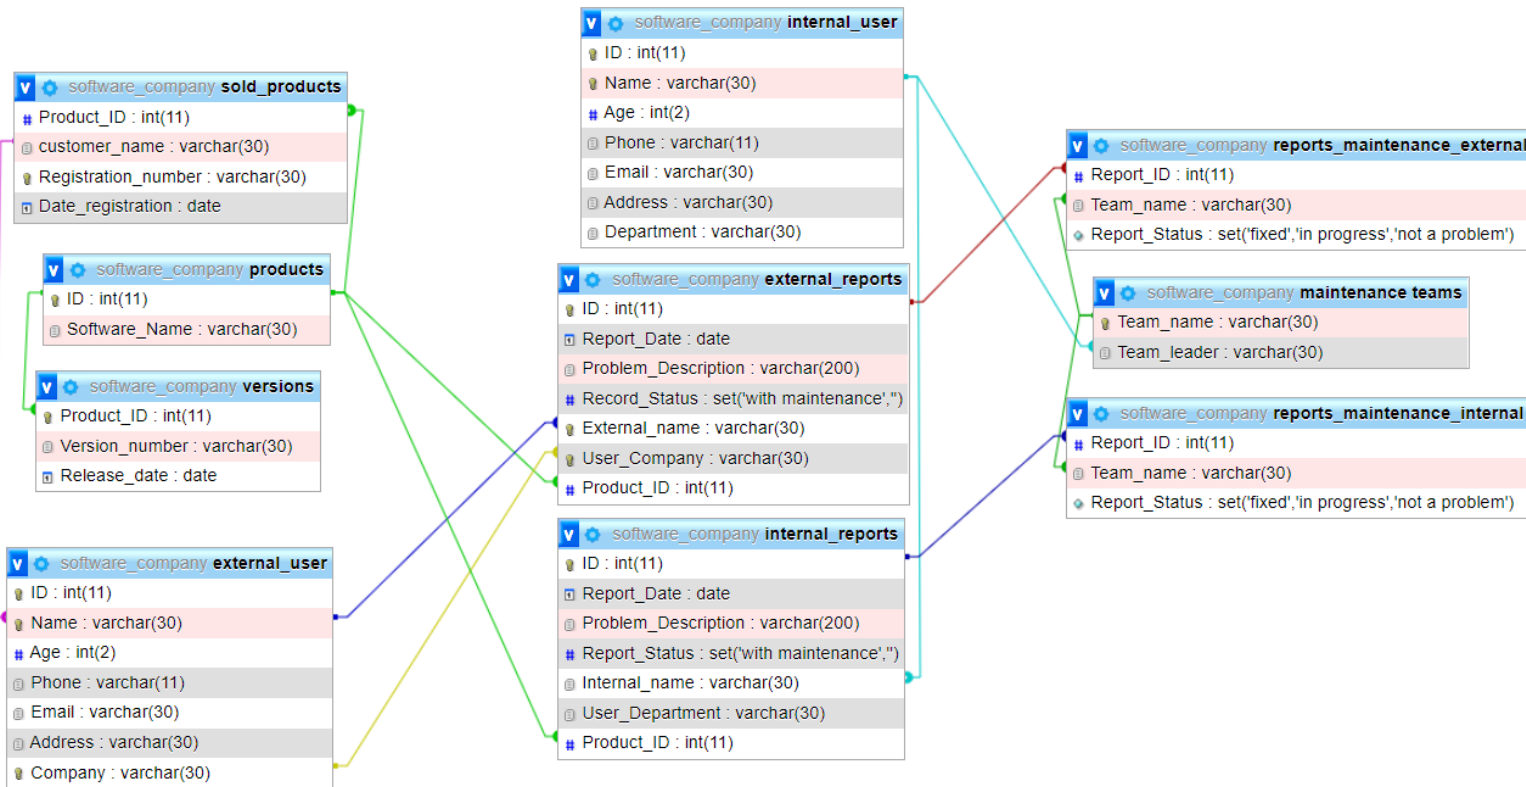 software_company sold_products
Product_ID : int(11)
customer_name : varchar(30)
Registration_number : varchar(30)
Date_registration : date
software_company products
ID : int(11)
Software_Name : varchar(30)
software_company versions
Product_ID : int(11)
Version_number : varchar(30)
Release_date : date
software_company external_user
ID : int(11)
Name : varchar(30)
Age : int(2)
Phone : varchar(11)
Email : varchar(30)
Address : varchar(30)
Company : varchar(30)
software_company internal_user
ID : int(11)
Name : varchar(30)
Age : int(2)
Phone : varchar(11)
Email : varchar(30)
Address : varchar(30)
Department : varchar(30)
software_company external_reports
ID : int(11)
Report_Date : date
Problem_Description : varchar(200)
Record_Status : set('with maintenance','')
External_name : varchar(30)
User_Company : varchar(30)
Product_ID : int(11)
software_company internal_reports
ID : int(11)
Report_Date : date
Problem_Description : varchar(200)
Report_Status : set('with maintenance','')
Internal_name : varchar(30)
User_Department : varchar(30)
Product_ID : int(11)
software_company reports_maintenance_external
Report_ID : int(11)
Team_name : varchar(30)
Report_Status : set('fixed','in progress','not a problem')
software_company maintenance teams
Team_name : varchar(30)
Team_leader : varchar(30)
software_company reports_maintenance_internal
Report_ID : int(11)
Team_name : varchar(30)
Report_Status : set('fixed','in progress','not a problem')